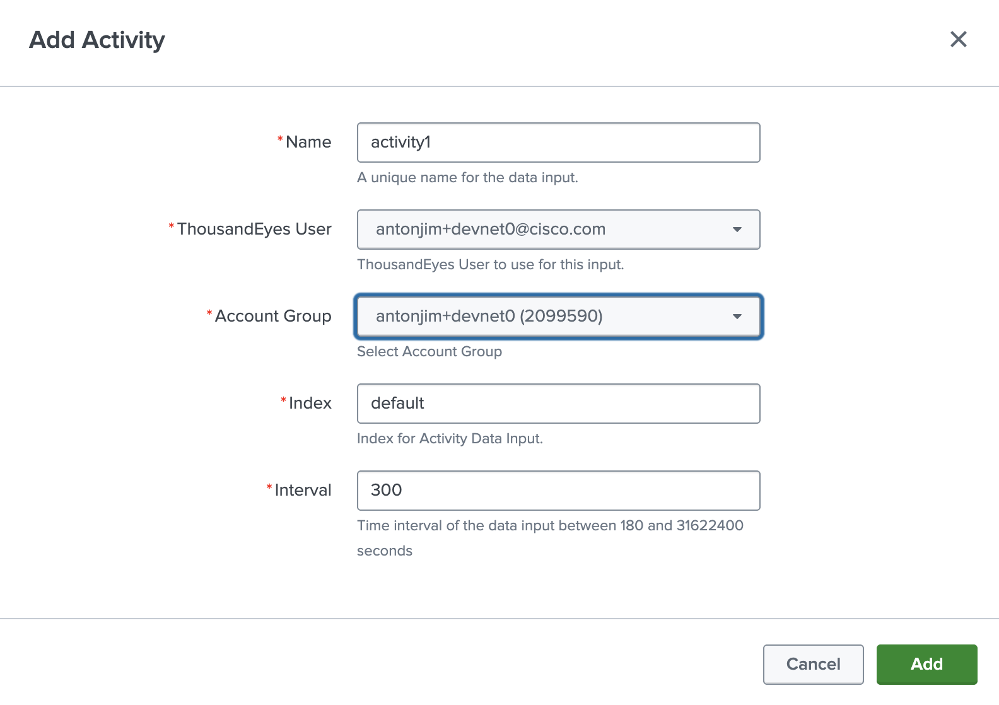 Add Activity
* Name
activity1
A unique name for the data input.
* ThousandEyes User
antonjim+devnet0@cisco.com
ThousandEyes User to use for this input.
* Account Group
antonjim+devnet0 (2099590)
Select Account Group
* Index
default
Index for Activity Data Input.
* Interval
300
Time interval of the data input between 180 and 31622400
seconds
Cancel
Add